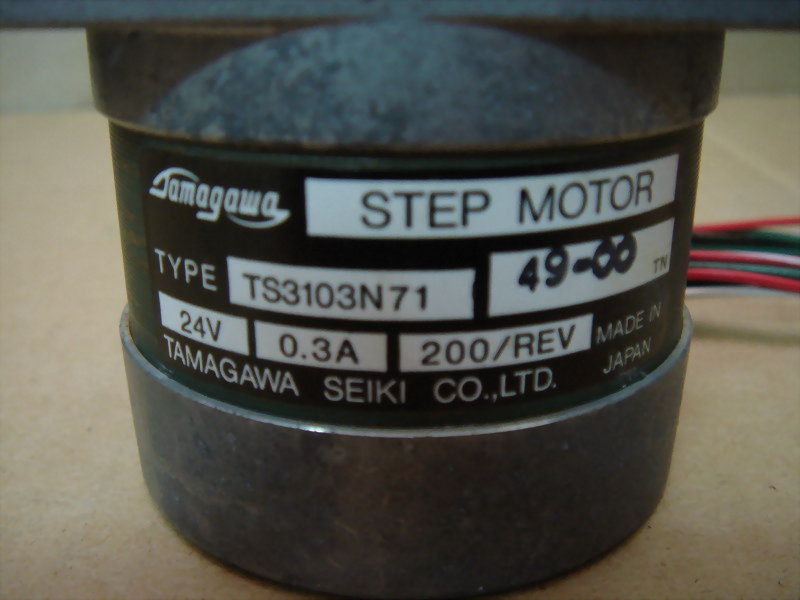 Tamagawa STEP MOTOR
TYPE TS3103N71 49-00 TN
24V 0.3A 200/REV MADE IN JAPAN
TAMAGAWA SEIKI CO.,LTD.